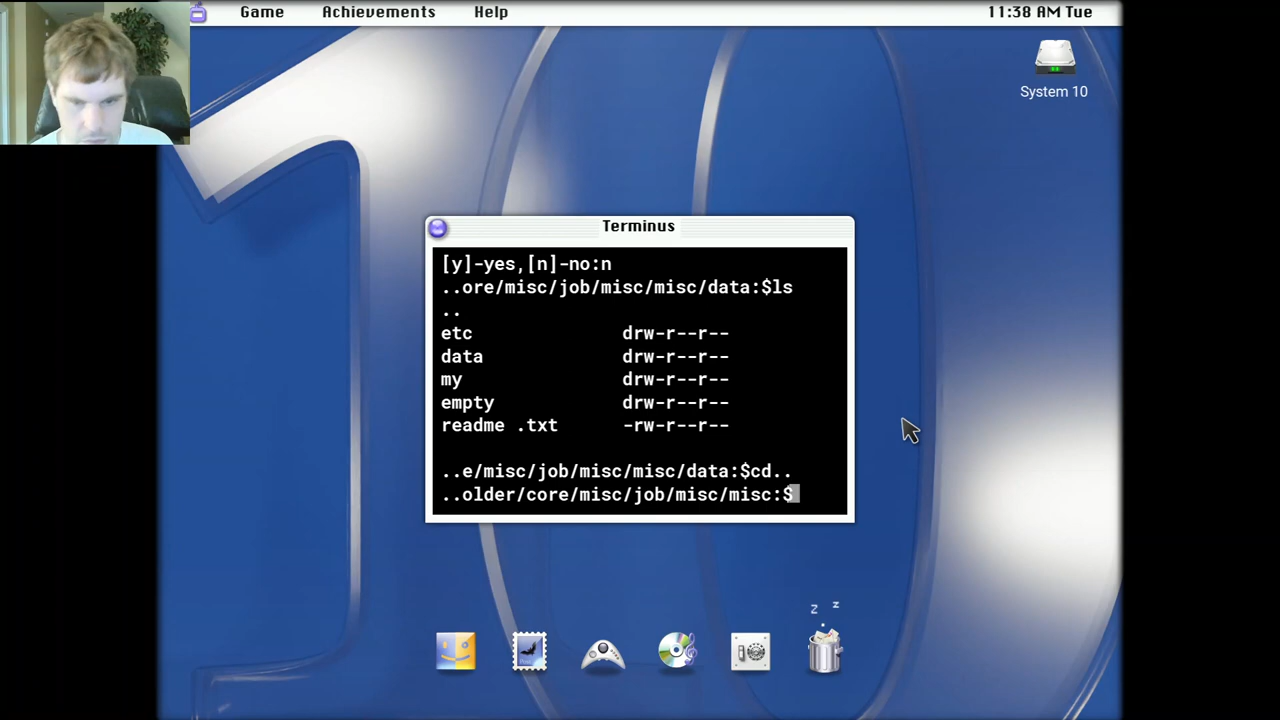 Game Achievements Help 11:38 AM Tue
System 10
Terminus
[y]-yes,[n]-no:n
..ore/misc/job/misc/misc/data:$ls
..
etc drw-r--r--
data drw-r--r--
my drw-r--r--
empty drw-r--r--
readme .txt -rw-r--r--
..e/misc/job/misc/misc/data:$cd..
..older/core/misc/job/misc/misc:$
z z